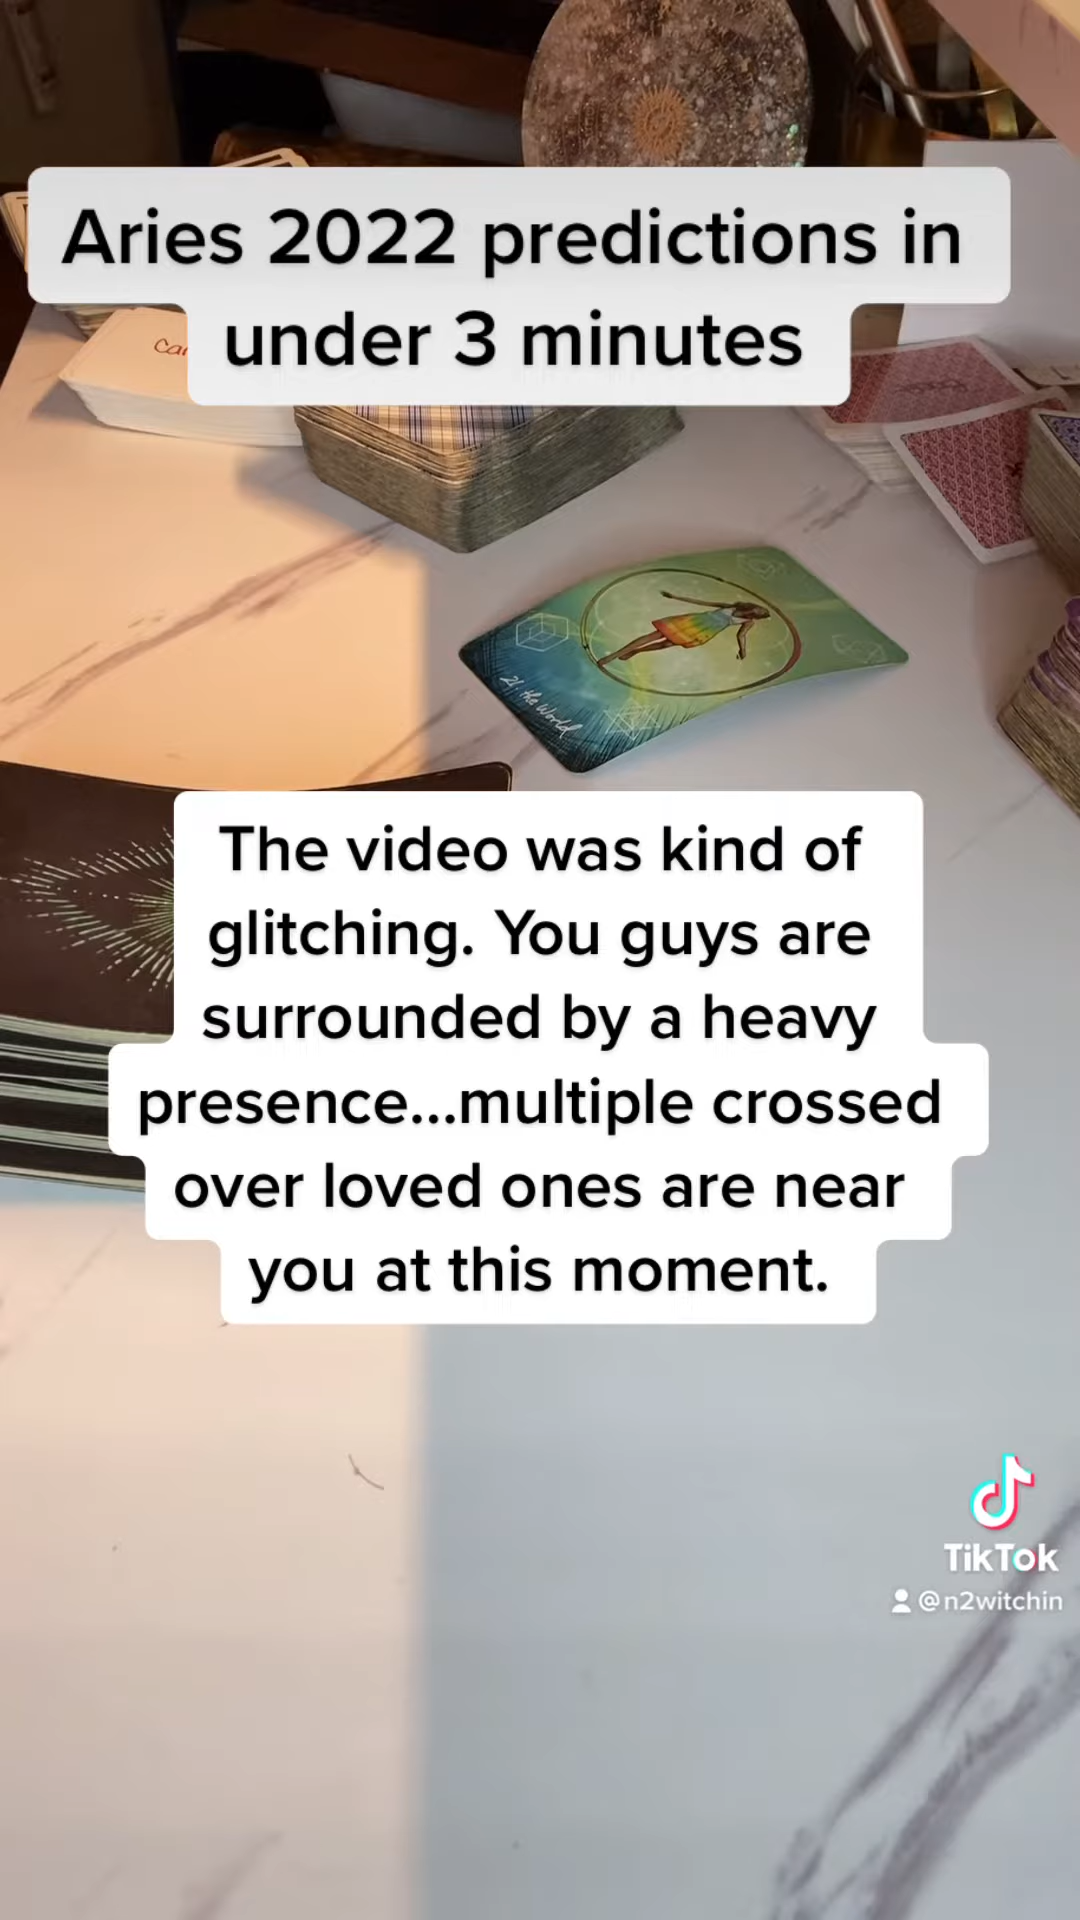 Aries 2022 predictions in
under 3 minutes
21 the World
The video was kind of
glitching. You guys are
surrounded by a heavy
presence...multiple crossed
over loved ones are near
you at this moment.
TikTok
@n2witchin